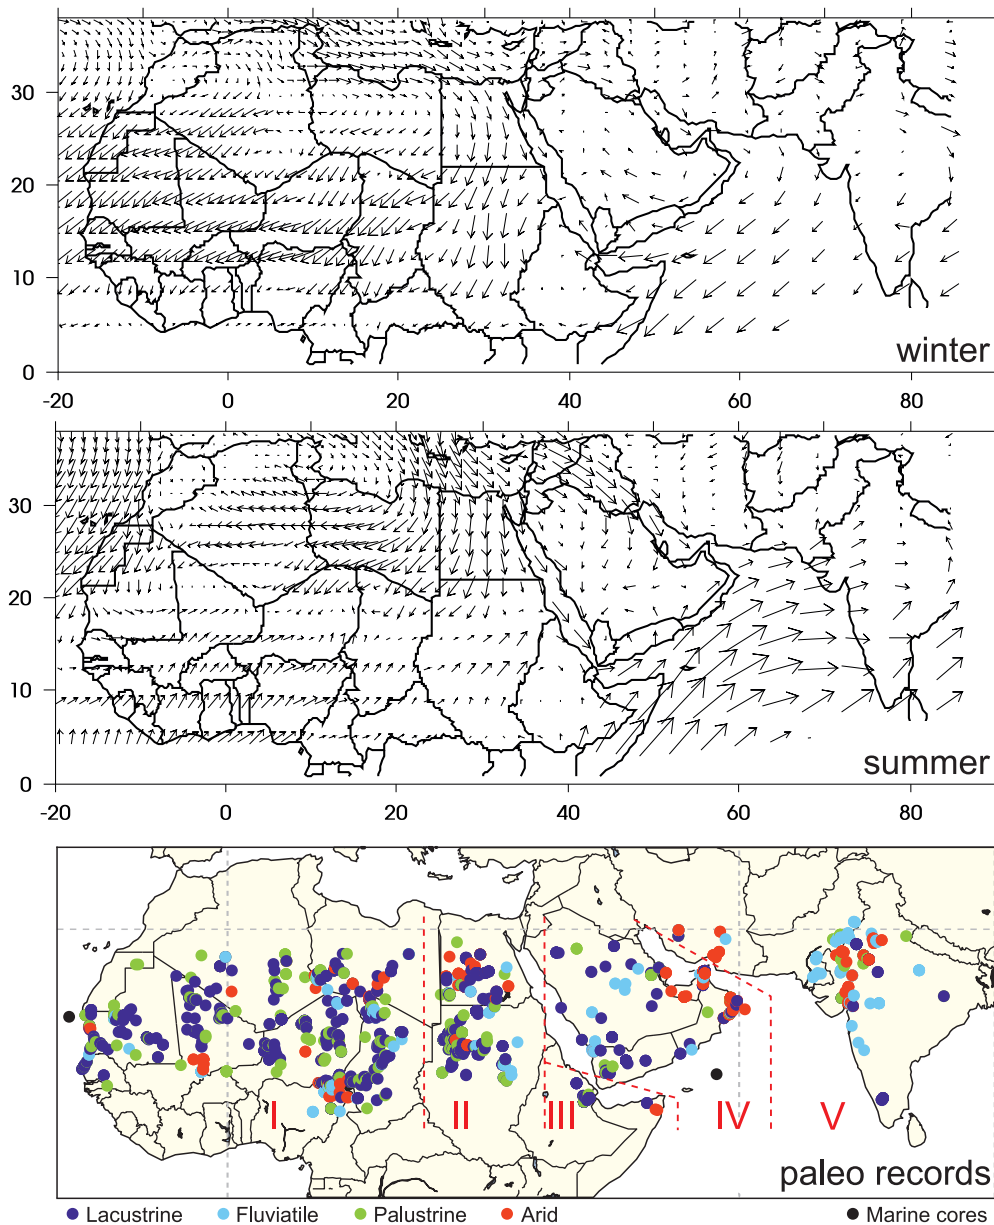 30
20
10
0
winter
-20 0 20 40 60 80
30
20
10
0
summer
-20 0 20 40 60 80
I II III IV V
paleo records
Lacustrine Fluviatile Palustrine Arid Marine cores